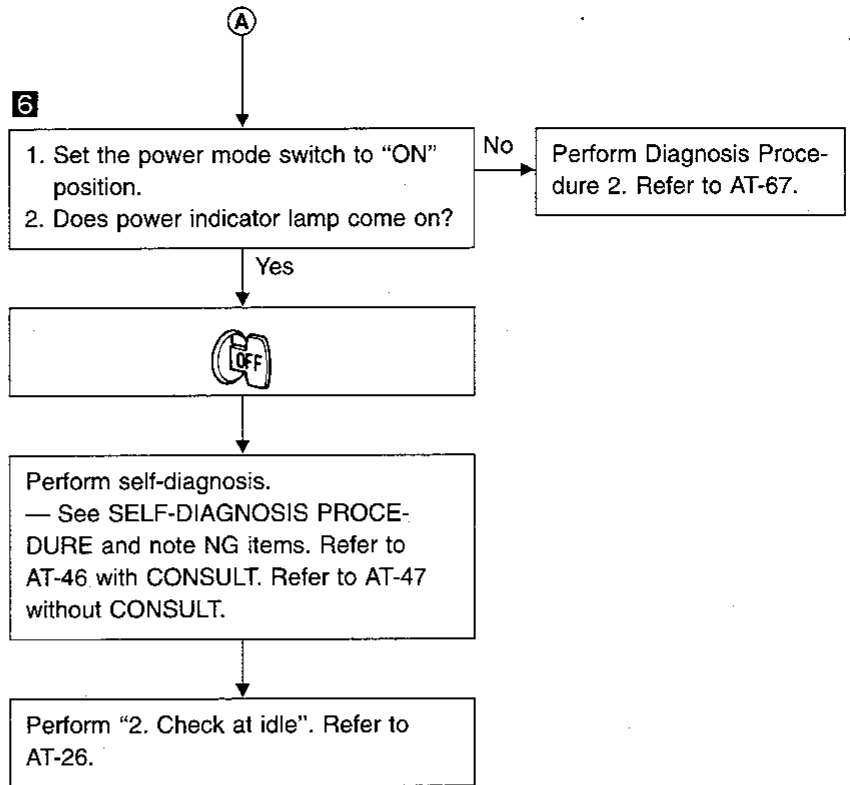 A
6
1. Set the power mode switch to "ON"
position.
2. Does power indicator lamp come on?
No
Perform Diagnosis Proce-
dure 2. Refer to AT-67.
Yes
OFF
Perform self-diagnosis.
— See SELF-DIAGNOSIS PROCE-
DURE and note NG items. Refer to
AT-46 with CONSULT. Refer to AT-47
without CONSULT.
Perform "2. Check at idle". Refer to
AT-26.